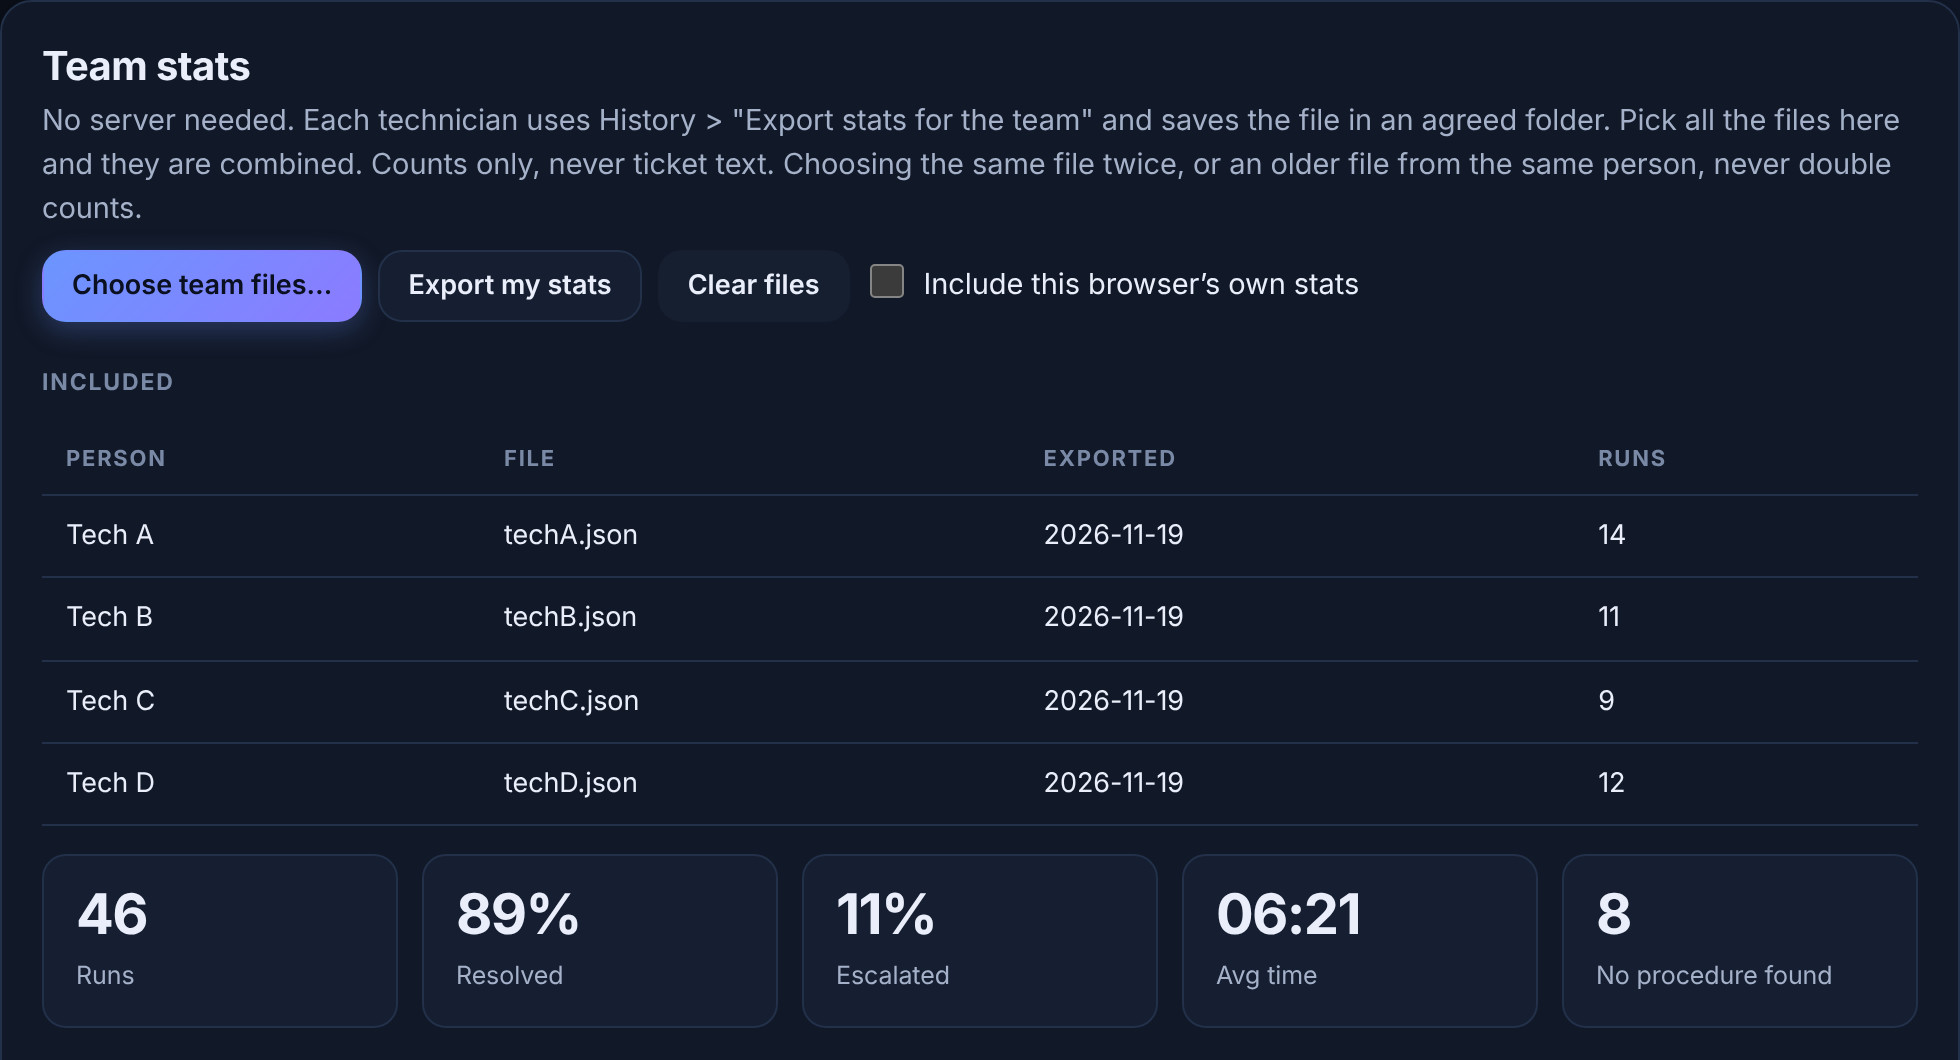 Team stats
No server needed. Each technician uses History > "Export stats for the team" and saves the file in an agreed folder. Pick all the files here
and they are combined. Counts only, never ticket text. Choosing the same file twice, or an older file from the same person, never double
counts.
Choose team files... Export my stats Clear files Include this browser’s own stats
INCLUDED
PERSON FILE EXPORTED RUNS
Tech A techA.json 2026-11-19 14
Tech B techB.json 2026-11-19 11
Tech C techC.json 2026-11-19 9
Tech D techD.json 2026-11-19 12
46 89% 11% 06:21 8
Runs Resolved Escalated Avg time No procedure found